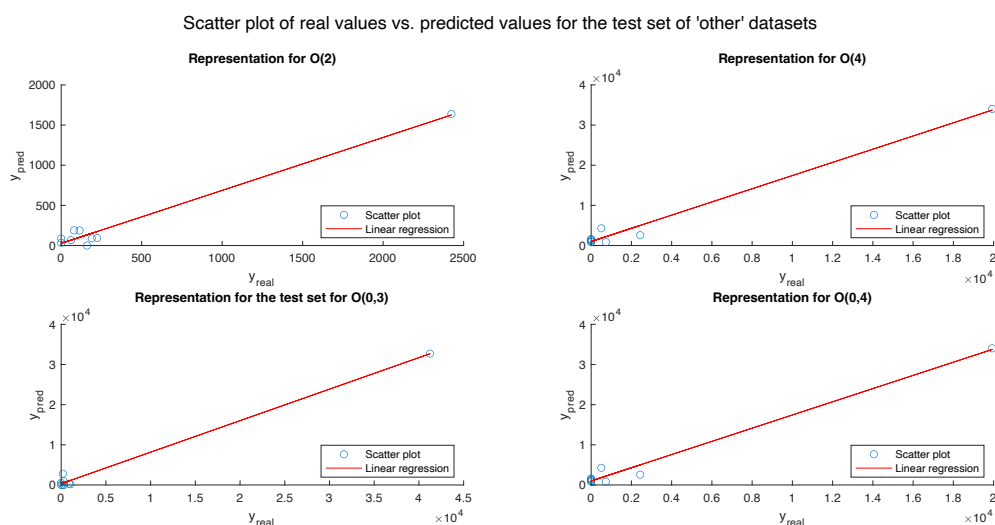 Scatter plot of real values vs. predicted values for the test set of 'other' datasets
Representation for O(2)
2000
1500
1000
500
0
y_pred
0 500 1000 1500 2000 2500
y_real
Scatter plot
Linear regression
Representation for O(4)
×10^4
4
3
2
1
0
y_pred
0 0.2 0.4 0.6 0.8 1 1.2 1.4 1.6 1.8 2
y_real
×10^4
Scatter plot
Linear regression
Representation for the test set for O(0,3)
×10^4
4
3
2
1
0
y_pred
0 0.5 1 1.5 2 2.5 3 3.5 4 4.5
y_real
×10^4
Scatter plot
Linear regression
Representation for O(0,4)
×10^4
4
3
2
1
0
y_pred
0 0.2 0.4 0.6 0.8 1 1.2 1.4 1.6 1.8 2
y_real
×10^4
Scatter plot
Linear regression